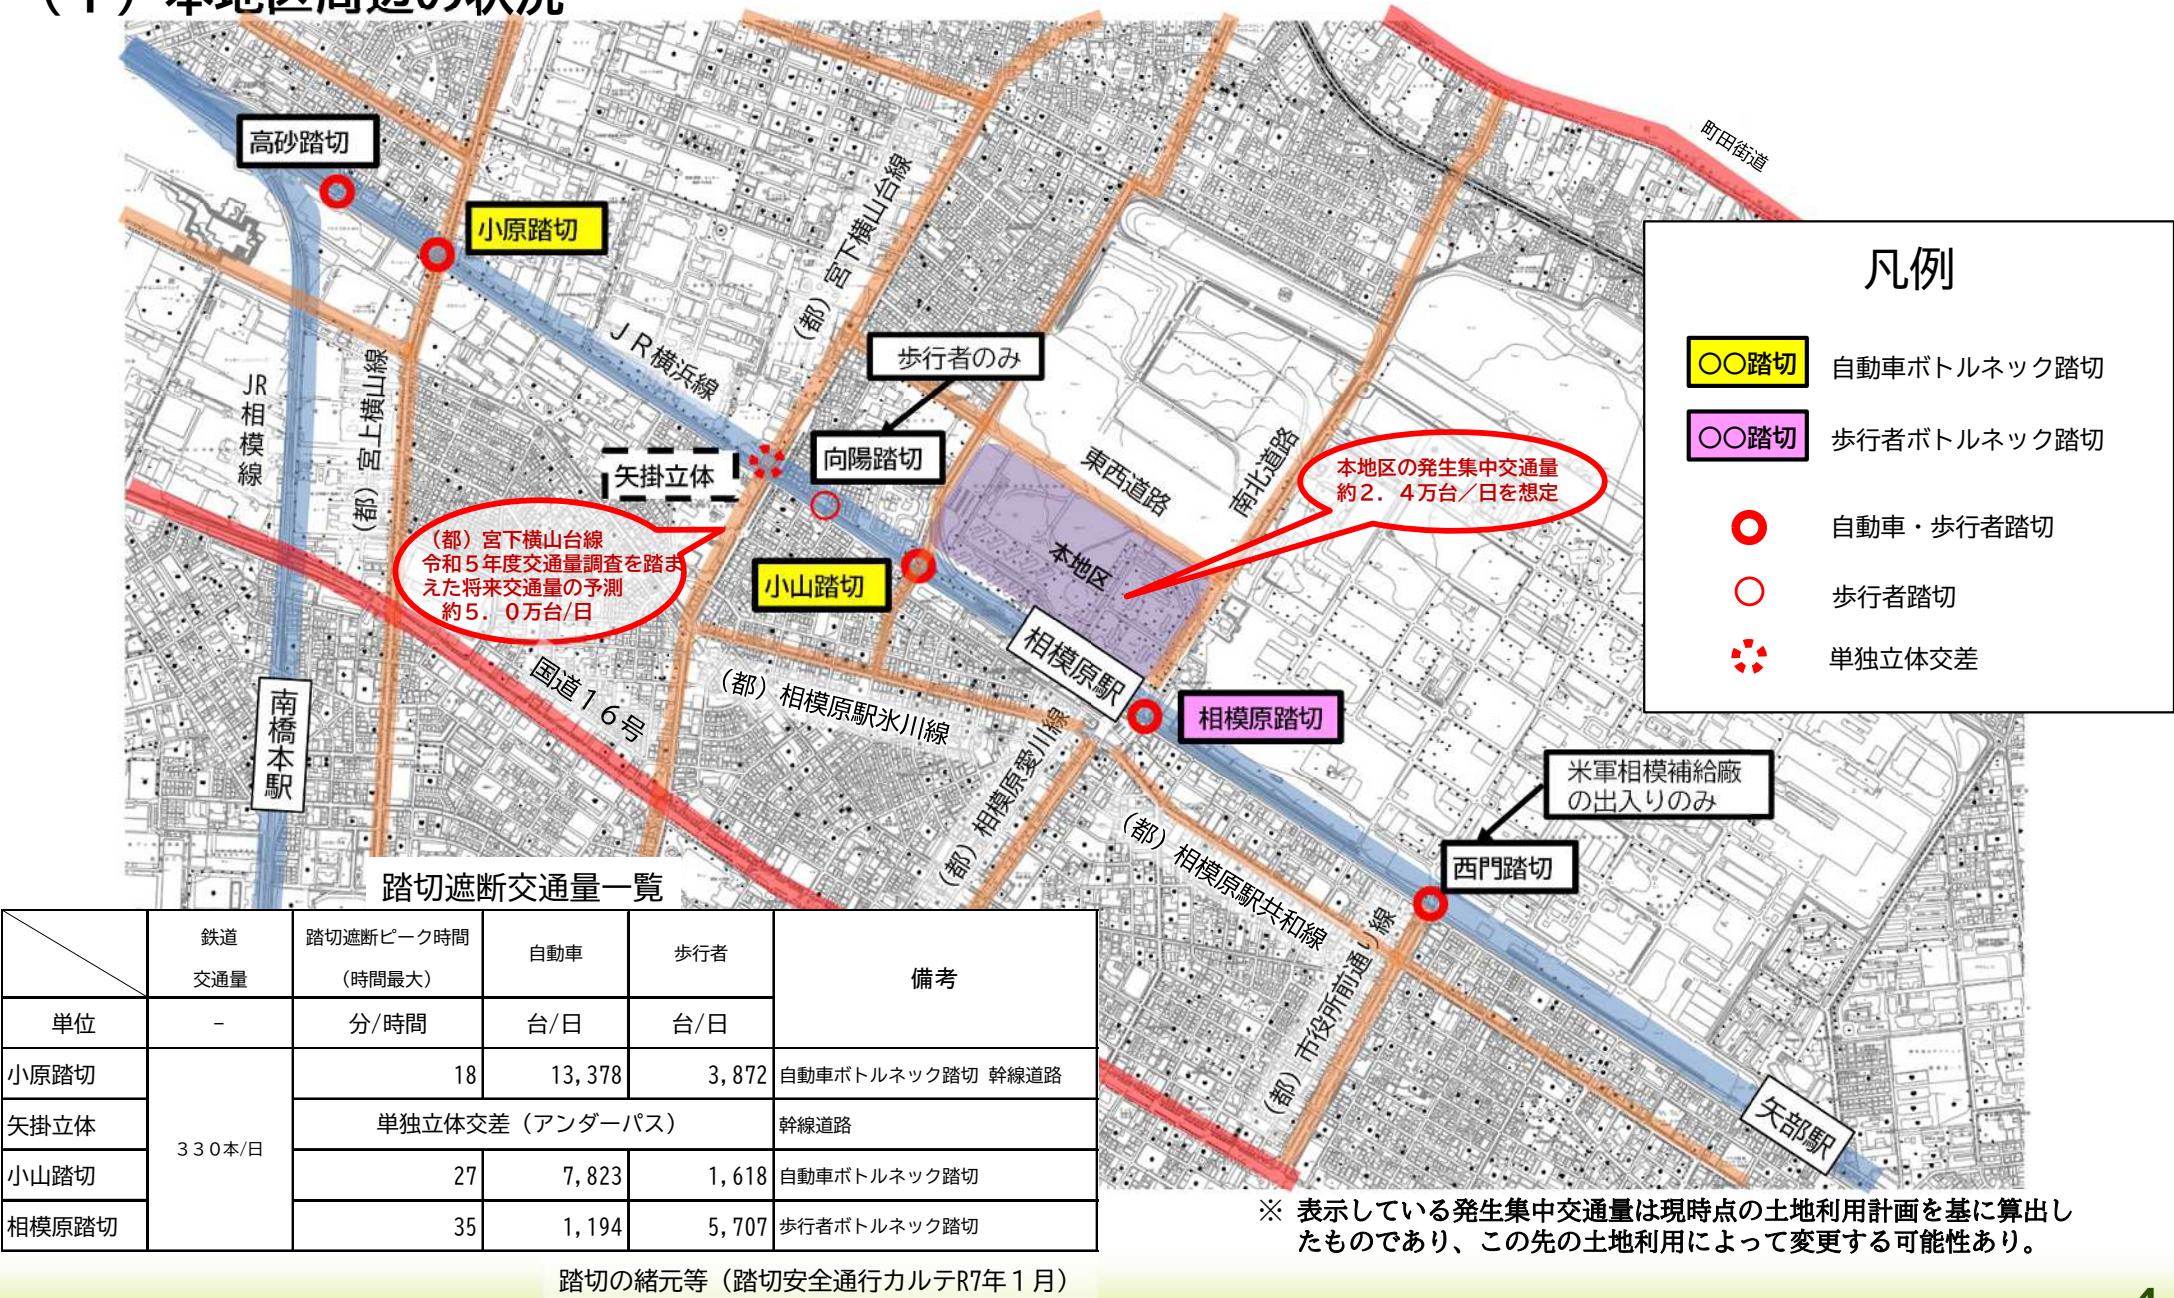 （１）本地区周辺の状況
高砂踏切
小原踏切
町田街道
（都）宮下横山台線
ＪＲ横浜線
歩行者のみ
JR相模線
（都）宮上横山線
矢掛立体
向陽踏切
東西道路
南北道路
本地区の発生集中交通量
約２．４万台／日を想定
（都）宮下横山台線
令和５年度交通量調査を踏ま
えた将来交通量の予測
約５．０万台/日
小山踏切
本地区
相模原駅
国道１６号
（都）相模原駅氷川線
相模原踏切
南橋本駅
（都）相模原愛川線
米軍相模補給廠
の出入りのみ
（都）相模原駅共和線
西門踏切
（都）市役所前通り線
矢部駅
凡例
〇〇踏切 自動車ボトルネック踏切
〇〇踏切 歩行者ボトルネック踏切
自動車・歩行者踏切
歩行者踏切
単独立体交差
踏切遮断交通量一覧
鉄道 踏切遮断ピーク時間 自動車 歩行者 備考
交通量 （時間最大）
単位 - 分/時間 台/日 台/日
小原踏切 18 13,378 3,872 自動車ボトルネック踏切 幹線道路
矢掛立体 単独立体交差（アンダーパス） 幹線道路
３３０本/日
小山踏切 27 7,823 1,618 自動車ボトルネック踏切
相模原踏切 35 1,194 5,707 歩行者ボトルネック踏切
踏切の緒元等（踏切安全通行カルテR7年１月）
※ 表示している発生集中交通量は現時点の土地利用計画を基に算出し
たものであり、この先の土地利用によって変更する可能性あり。